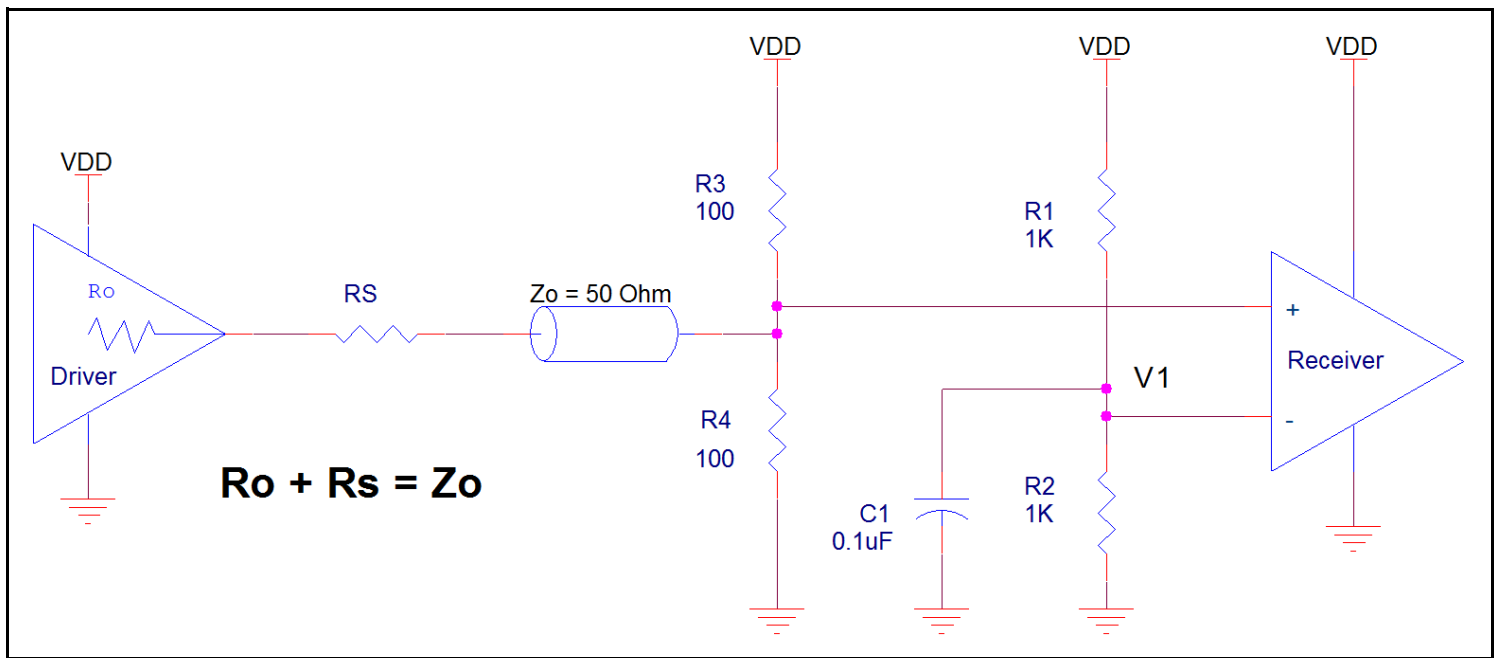 VDD
VDD
VDD
VDD
R3
100
R1
1K
Ro
RS
Zo = 50 Ohm
+
Receiver
Driver
V1
-
R4
100
Ro + Rs = Zo
R2
1K
C1
0.1uF